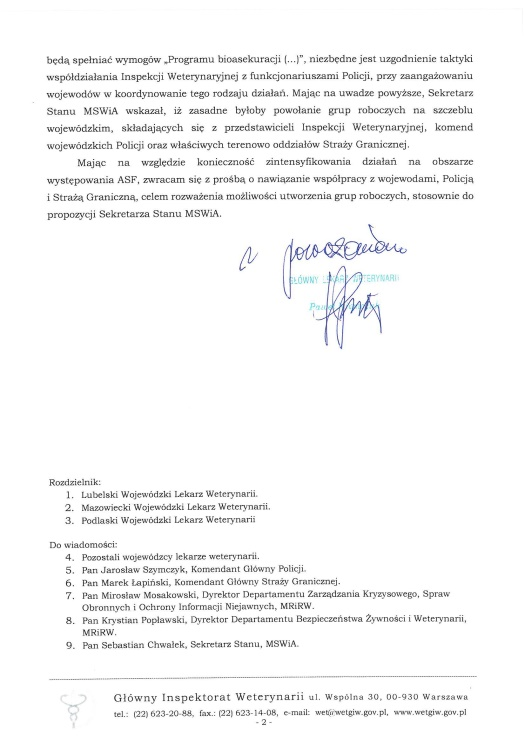 będą spełniać wymogów „Programu bioasekuracji (...)”, niezbędne jest uzgodnienie taktyki
współdziałania Inspekcji Weterynaryjnej z funkcjonariuszami Policji, przy zaangażowaniu
wojewodów w koordynowanie tego rodzaju działań. Mając na uwadze powyższe, Sekretarz
Stanu MSWiA wskazał, iż zasadne byłoby powołanie grup roboczych na szczeblu
wojewódzkim, składających się z przedstawicieli Inspekcji Weterynaryjnej, komend
wojewódzkich Policji oraz właściwych terenowo oddziałów Straży Granicznej.
Mając na względzie konieczność zintensyfikowania działań na obszarze
występowania ASF, zwracam się z prośbą o nawiązanie współpracy z wojewodami, Policją
i Strażą Graniczną, celem rozważenia możliwości utworzenia grup roboczych, stosownie do
propozycji Sekretarza Stanu MSWiA.
z poważaniem
GŁÓWNY LEKARZ WETERYNARII
Rozdzielnik:
1. Lubelski Wojewódzki Lekarz Weterynarii.
2. Mazowiecki Wojewódzki Lekarz Weterynarii.
3. Podlaski Wojewódzki Lekarz Weterynarii
Do wiadomości:
4. Pozostali wojewódzcy lekarze weterynarii.
5. Pan Jarosław Szymczyk, Komendant Główny Policji.
6. Pan Marek Łapiński, Komendant Główny Straży Granicznej.
7. Pan Mirosław Mosakowski, Dyrektor Departamentu Zarządzania Kryzysowego, Spraw
Obronnych i Ochrony Informacji Niejawnych, MRiRW.
8. Pan Krystian Popławski, Dyrektor Departamentu Bezpieczeństwa Żywności i Weterynarii,
MRiRW.
9. Pan Sebastian Chwałek, Sekretarz Stanu, MSWiA.
Główny Inspektorat Weterynarii ul. Wspólna 30, 00-930 Warszawa
tel.: (22) 623-20-88, fax.: (22) 623-14-08, e-mail: wet@wetgiw.gov.pl, www.wetgiw.gov.pl
- 2 -